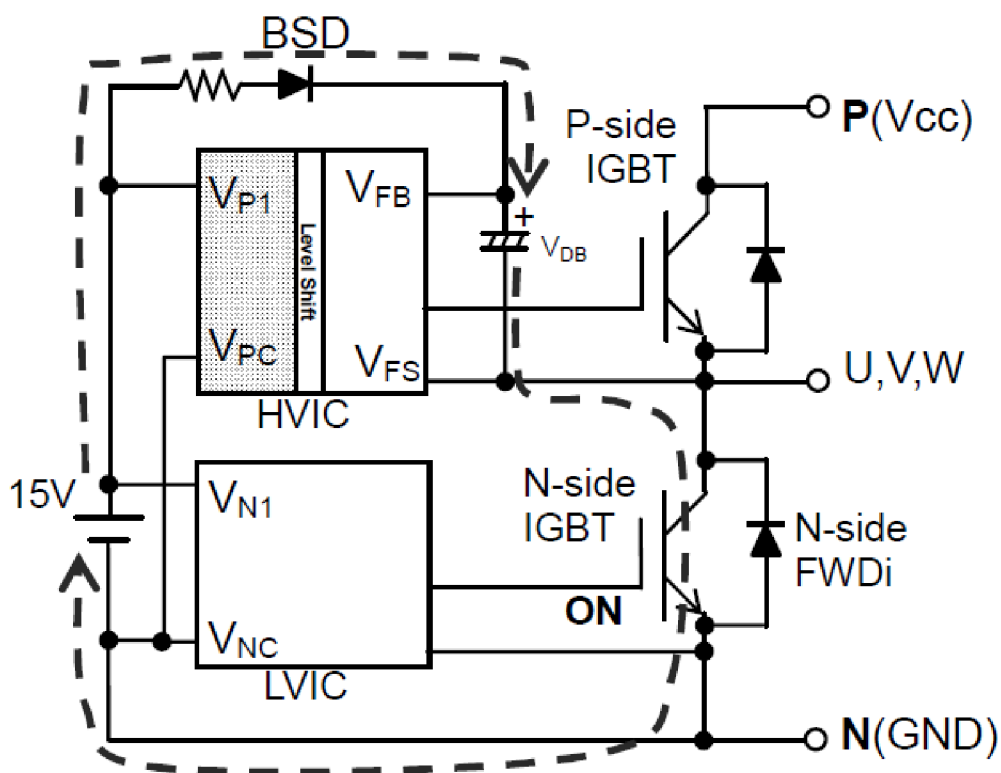 BSD
P-side
IGBT
P(Vcc)
VP1
VFB
Level Shift
+
VDB
VPC
VFS
HVIC
U,V,W
15V
VN1
N-side
IGBT
N-side
FWDi
ON
VNC
LVIC
N(GND)